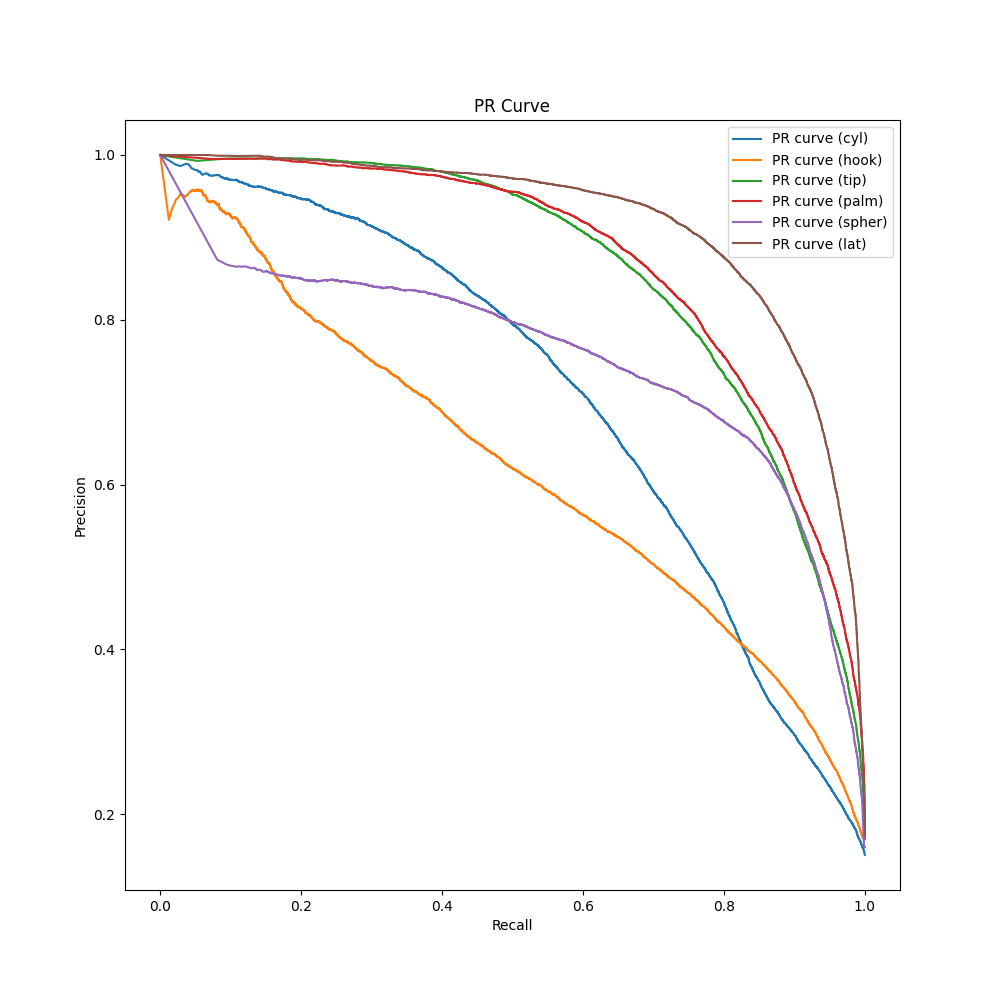 PR Curve
PR curve (cyl)
PR curve (hook)
PR curve (tip)
PR curve (palm)
PR curve (spher)
PR curve (lat)
Precision
1.0
0.8
0.6
0.4
0.2
0.0 0.2 0.4 0.6 0.8 1.0
Recall